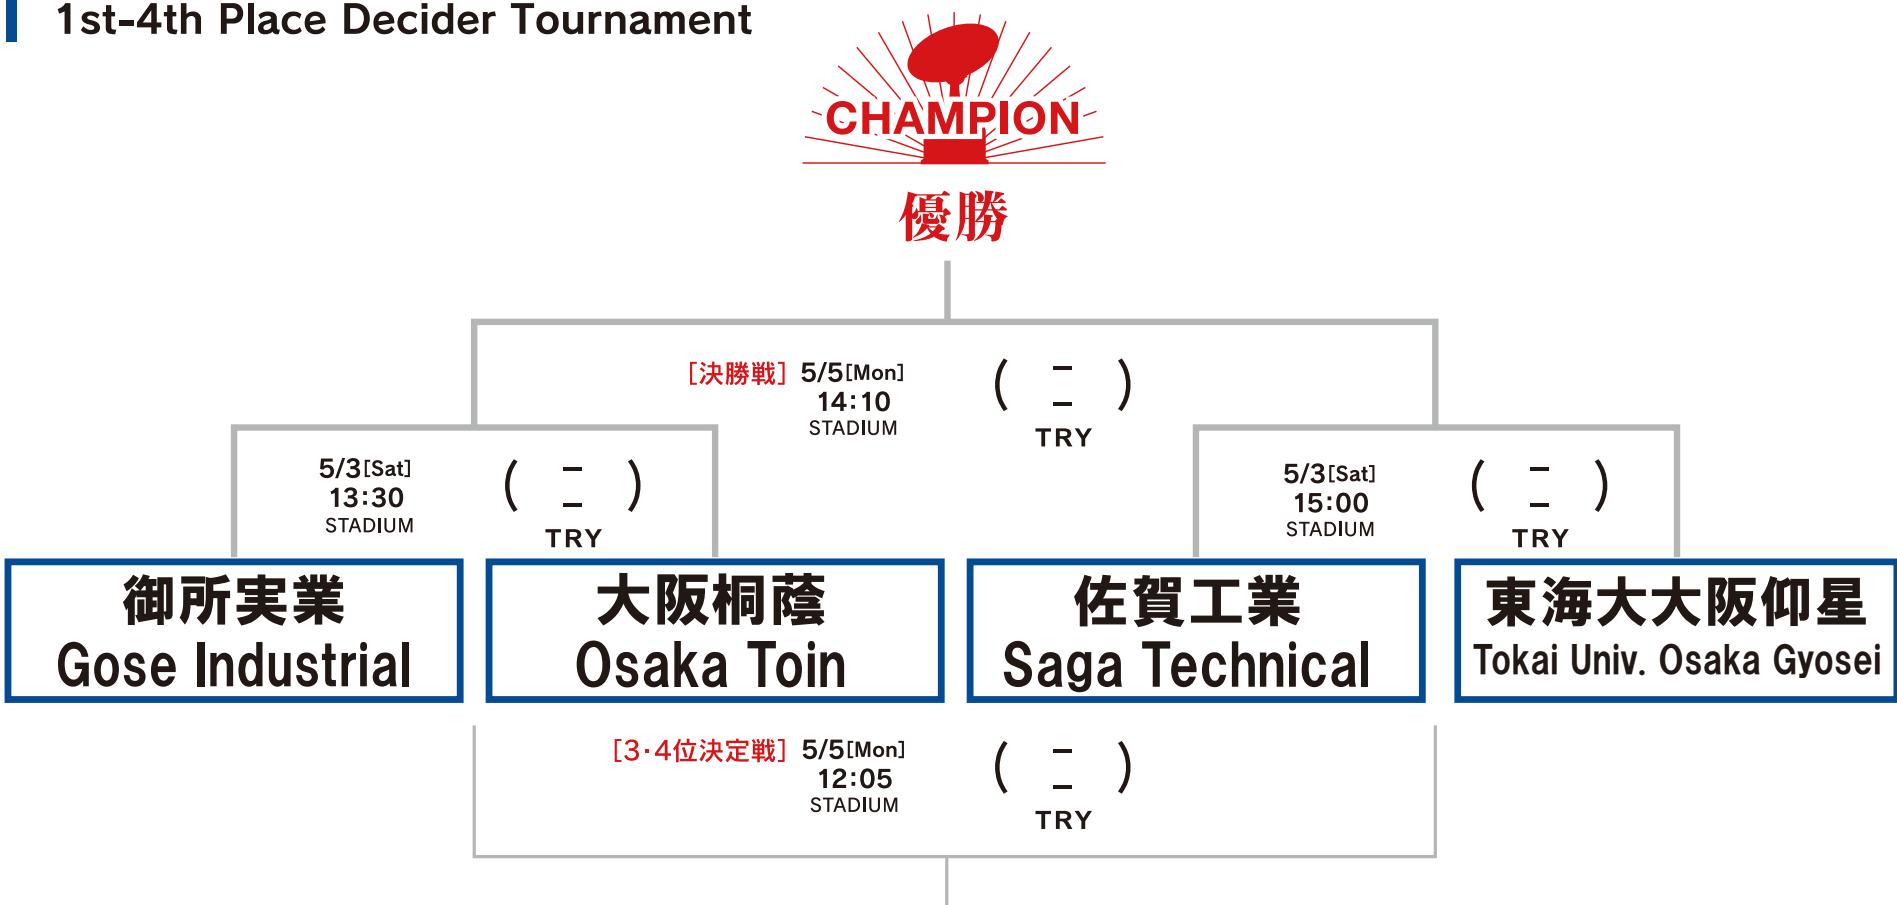 1st-4th Place Decider Tournament
CHAMPION
優勝
[決勝戦] 5/5[Mon]
14:10
STADIUM
( –
– )
TRY
5/3[Sat]
13:30
STADIUM
( –
– )
TRY
5/3[Sat]
15:00
STADIUM
( –
– )
TRY
御所実業
Gose Industrial
大阪桐蔭
Osaka Toin
佐賀工業
Saga Technical
東海大大阪仰星
Tokai Univ. Osaka Gyosei
[3·4位決定戦] 5/5[Mon]
12:05
STADIUM
( –
– )
TRY